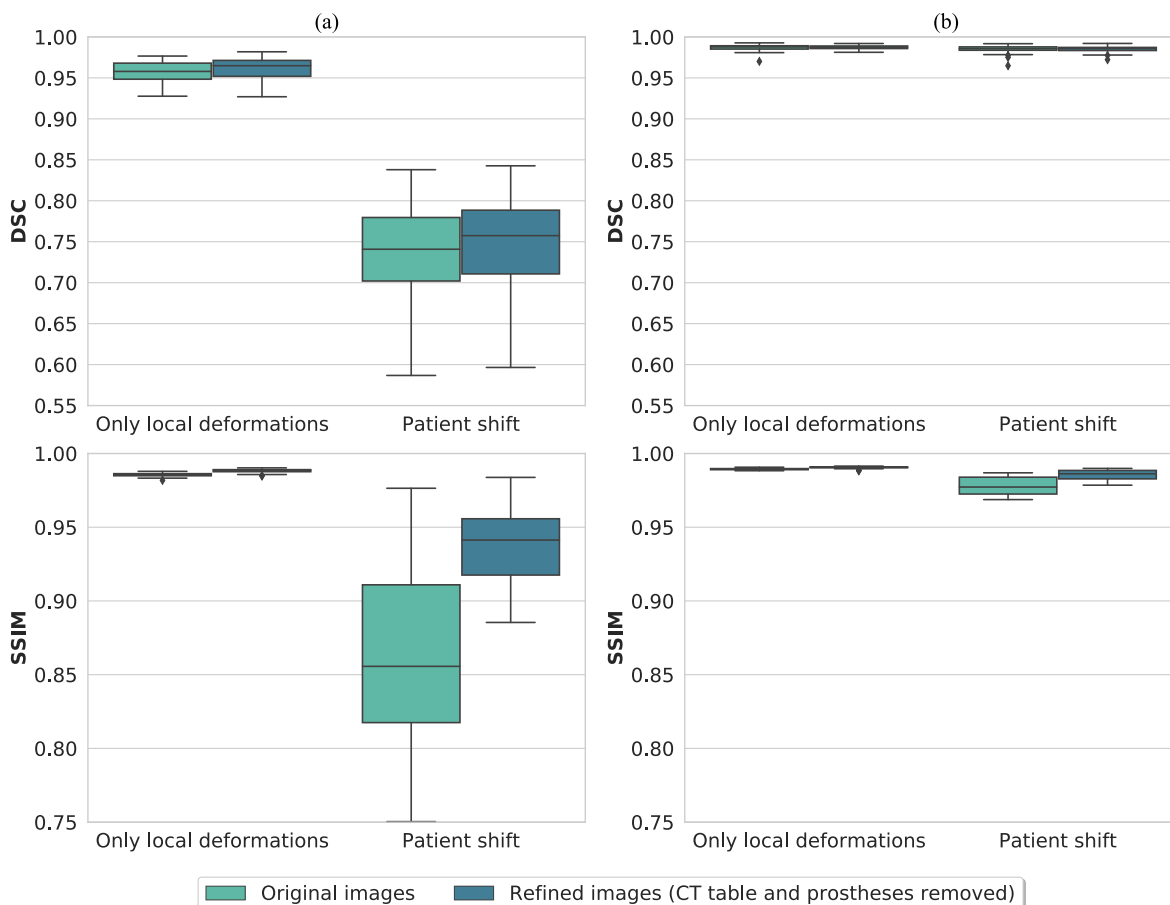 (a)
(b)
1.00
0.95
0.90
0.85
0.80
0.75
0.70
0.65
0.60
0.55
DSC
Only local deformations Patient shift
1.00
0.95
0.90
0.85
0.80
0.75
0.70
0.65
0.60
0.55
DSC
Only local deformations Patient shift
1.00
0.95
0.90
0.85
0.80
0.75
SSIM
Only local deformations Patient shift
1.00
0.95
0.90
0.85
0.80
0.75
SSIM
Only local deformations Patient shift
Original images Refined images (CT table and prostheses removed)